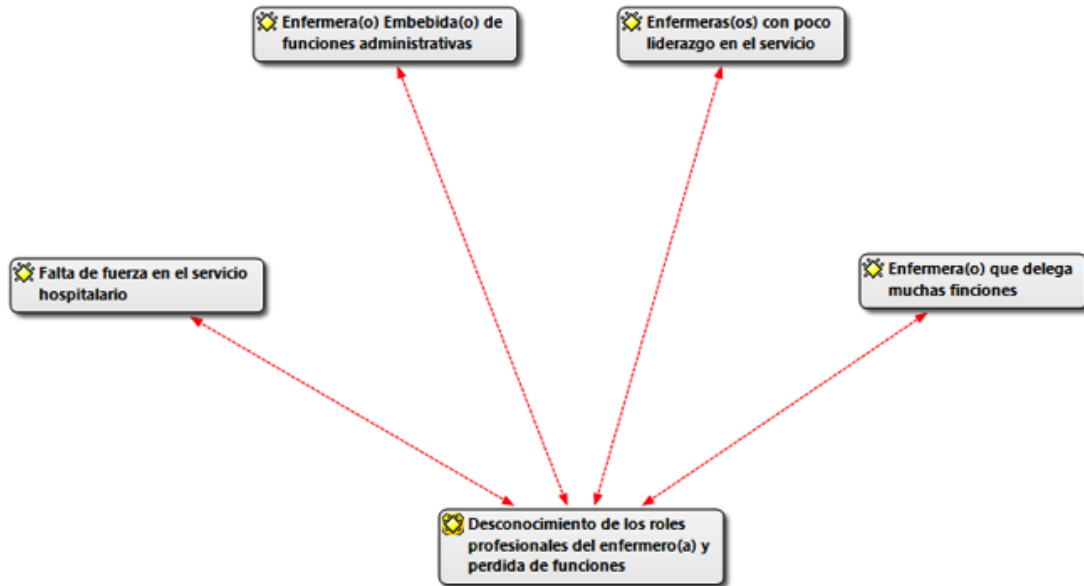 Enfermera(o) Embebida(o) de
funciones administrativas
Enfermeras(os) con poco
liderazgo en el servicio
Falta de fuerza en el servicio
hospitalario
Enfermera(o) que delega
muchas finciones
Desconocimiento de los roles
profesionales del enfermero(a) y
perdida de funciones